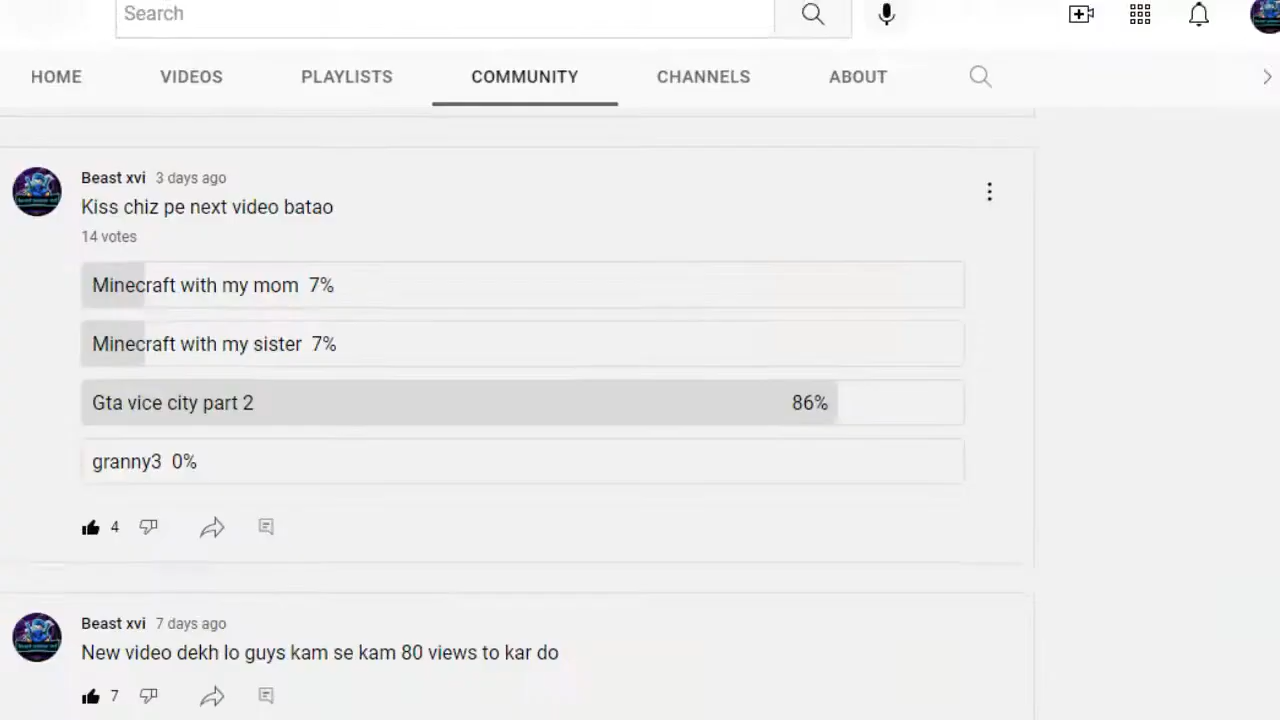 Search
HOME VIDEOS PLAYLISTS COMMUNITY CHANNELS ABOUT
Beast xvi 3 days ago
Kiss chiz pe next video batao
14 votes
Minecraft with my mom 7%
Minecraft with my sister 7%
Gta vice city part 2 86%
granny3 0%
4
Beast xvi 7 days ago
New video dekh lo guys kam se kam 80 views to kar do
7